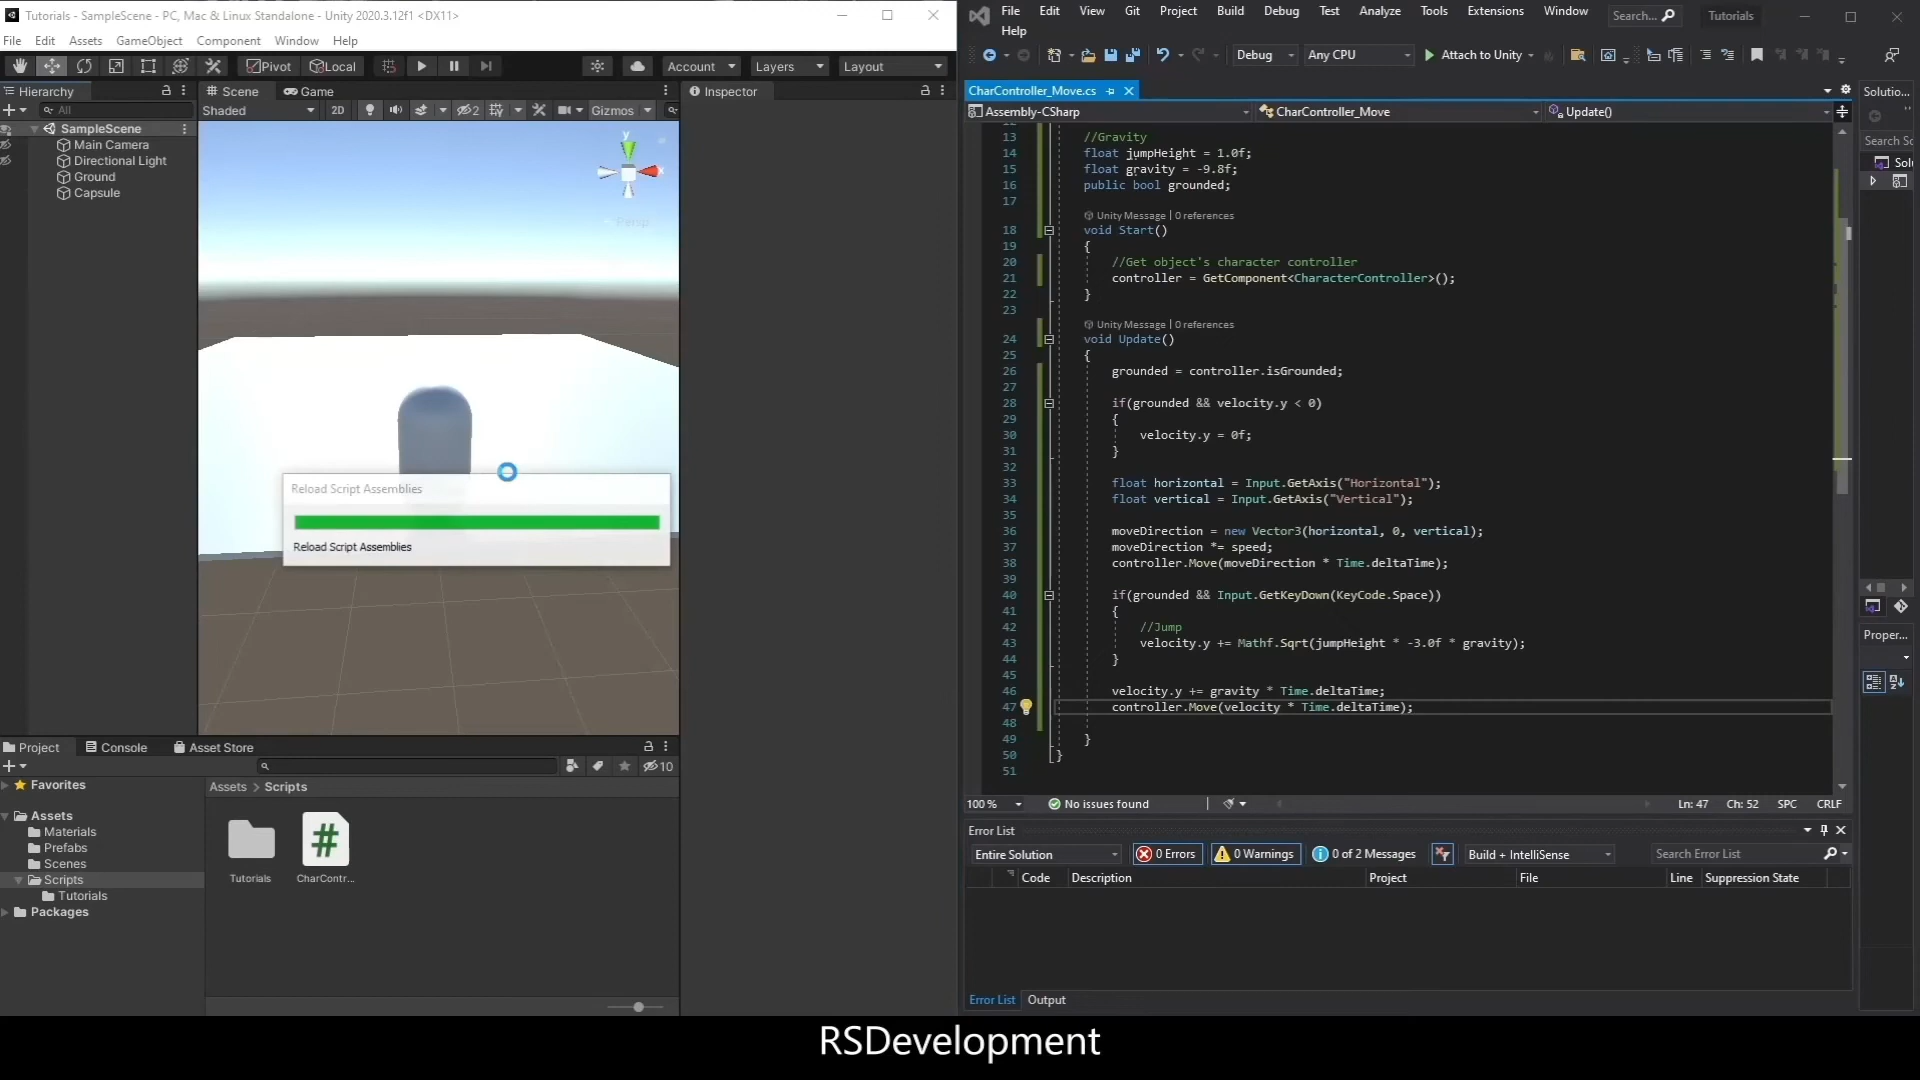 Tutorials - SampleScene - PC, Mac & Linux Standalone - Unity 2020.3.12f1 <DX11>
File Edit Assets GameObject Component Window Help
Pivot Local Account Layers Layout
Hierarchy
All
SampleScene
Main Camera
Directional Light
Ground
Capsule
Scene Game
Shaded 2D 2 Gizmos
y
x
Persp
Reload Script Assemblies
Reload Script Assemblies
Inspector
Project Console Asset Store
10
Favorites
Assets
Materials
Prefabs
Scenes
Scripts
Tutorials
Packages
Assets > Scripts
Tutorials
CharContr...
File Edit View Git Project Build Debug Test Analyze Tools Extensions Window Search... Tutorials
Help
Debug Any CPU Attach to Unity
CharController_Move.cs
Assembly-CSharp CharController_Move Update()
13 //Gravity
14 float jumpHeight = 1.0f;
15 float gravity = -9.8f;
16 public bool grounded;
17
Unity Message | 0 references
18 void Start()
19 {
20 //Get object's character controller
21 controller = GetComponent<CharacterController>();
22 }
23
Unity Message | 0 references
24 void Update()
25 {
26 grounded = controller.isGrounded;
27
28 if(grounded && velocity.y < 0)
29 {
30 velocity.y = 0f;
31 }
32
33 float horizontal = Input.GetAxis("Horizontal");
34 float vertical = Input.GetAxis("Vertical");
35
36 moveDirection = new Vector3(horizontal, 0, vertical);
37 moveDirection *= speed;
38 controller.Move(moveDirection * Time.deltaTime);
39
40 if(grounded && Input.GetKeyDown(KeyCode.Space))
41 {
42 //Jump
43 velocity.y += Mathf.Sqrt(jumpHeight * -3.0f * gravity);
44 }
45
46 velocity.y += gravity * Time.deltaTime;
47 controller.Move(velocity * Time.deltaTime);
48
49 }
50 }
51
100 % No issues found Ln: 47 Ch: 52 SPC CRLF
Error List
Entire Solution 0 Errors 0 Warnings 0 of 2 Messages Build + IntelliSense Search Error List
Code Description Project File Line Suppression State
Error List Output
Solutio...
Search So
Sol
Proper...
RSDevelopment